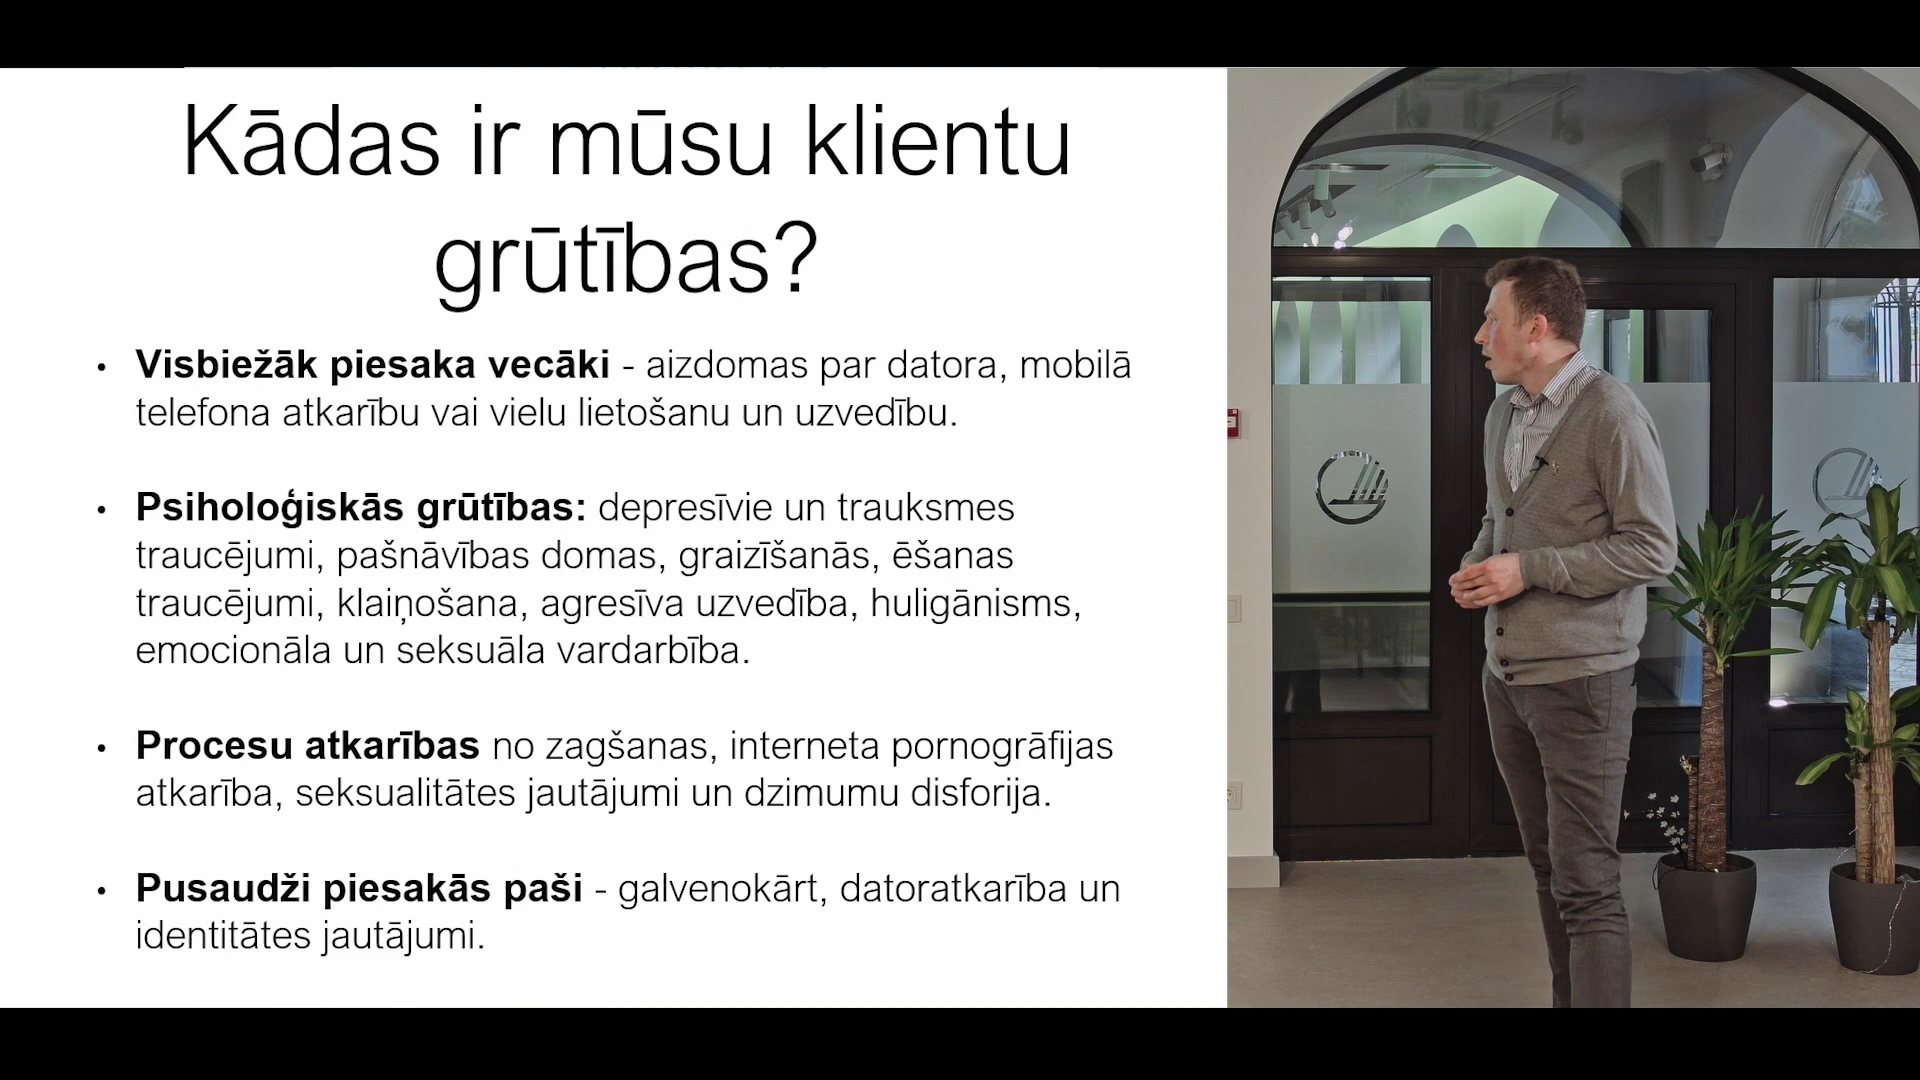 Kādas ir mūsu klientu
grūtības?
• Visbiežāk piesaka vecāki - aizdomas par datora, mobilā
telefona atkarību vai vielu lietošanu un uzvedību.
• Psiholoģiskās grūtības: depresīvie un trauksmes
traucējumi, pašnāvības domas, graizīšanās, ēšanas
traucējumi, klaiņošana, agresīva uzvedība, huligānisms,
emocionāla un seksuāla vardarbība.
• Procesu atkarības no zagšanas, interneta pornogrāfijas
atkarība, seksualitātes jautājumi un dzimumu disforija.
• Pusaudži piesakās paši - galvenokārt, datoratkarība un
identitātes jautājumi.